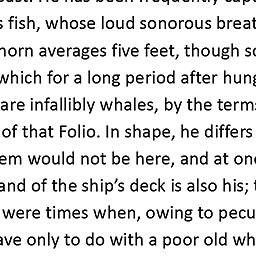 s fish, whose loud sonorous breat
horn averages five feet, though so
which for a long period after hung
are infallibly whales, by the terms
of that Folio. In shape, he differs
em would not be here, and at one
and of the ship's deck is also his; t
were times when, owing to pecu
ave only to do with a poor old wh